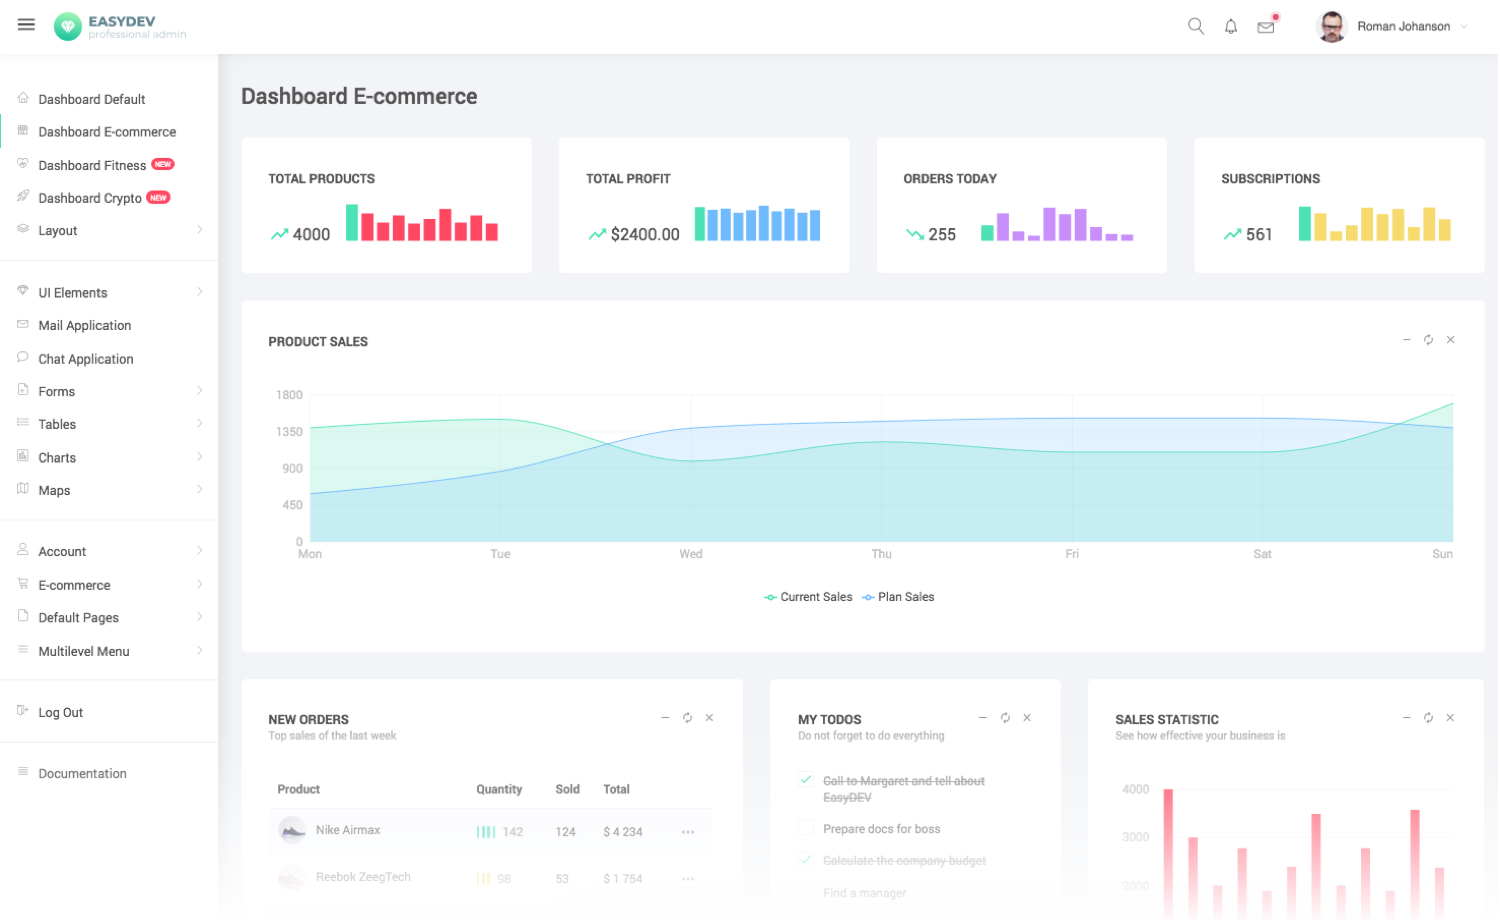 EASYDEV
professional admin
Roman Johanson
Dashboard Default
Dashboard E-commerce
Dashboard Fitness NEW
Dashboard Crypto NEW
Layout
UI Elements
Mail Application
Chat Application
Forms
Tables
Charts
Maps
Account
E-commerce
Default Pages
Multilevel Menu
Log Out
Documentation
Dashboard E-commerce
TOTAL PRODUCTS
4000
TOTAL PROFIT
$2400.00
ORDERS TODAY
255
SUBSCRIPTIONS
561
PRODUCT SALES
1800
1350
900
450
0
Mon Tue Wed Thu Fri Sat Sun
Current Sales Plan Sales
NEW ORDERS
Top sales of the last week
Product Quantity Sold Total
Nike Airmax 142 124 $ 4 234
Reebok ZeegTech 98 53 $ 1 754
MY TODOS
Do not forget to do everything
Call to Margaret and tell about
EasyDEV
Prepare docs for boss
Calculate the company budget
Find a manager
SALES STATISTIC
See how effective your business is
4000
3000
2000